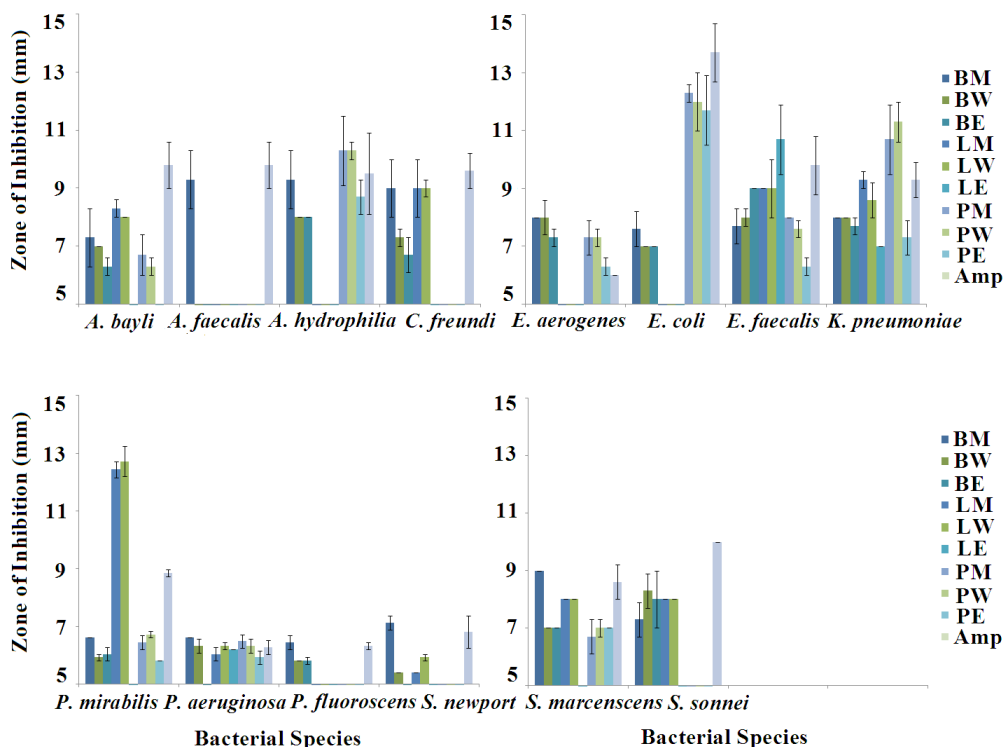 Zone of Inhibition (mm)
15
13
11
9
7
5
A. bayli A. faecalis A. hydrophilia C. freundi
15
13
11
9
7
5
E. aerogenes E. coli E. faecalis K. pneumoniae
BM
BW
BE
LM
LW
LE
PM
PW
PE
Amp
Zone of Inhibition (mm)
15
13
11
9
7
5
P. mirabilis P. aeruginosa P. fluoroscens S. newport
Bacterial Species
15
13
11
9
7
5
S. marcenscens S. sonnei
Bacterial Species
BM
BW
BE
LM
LW
LE
PM
PW
PE
Amp